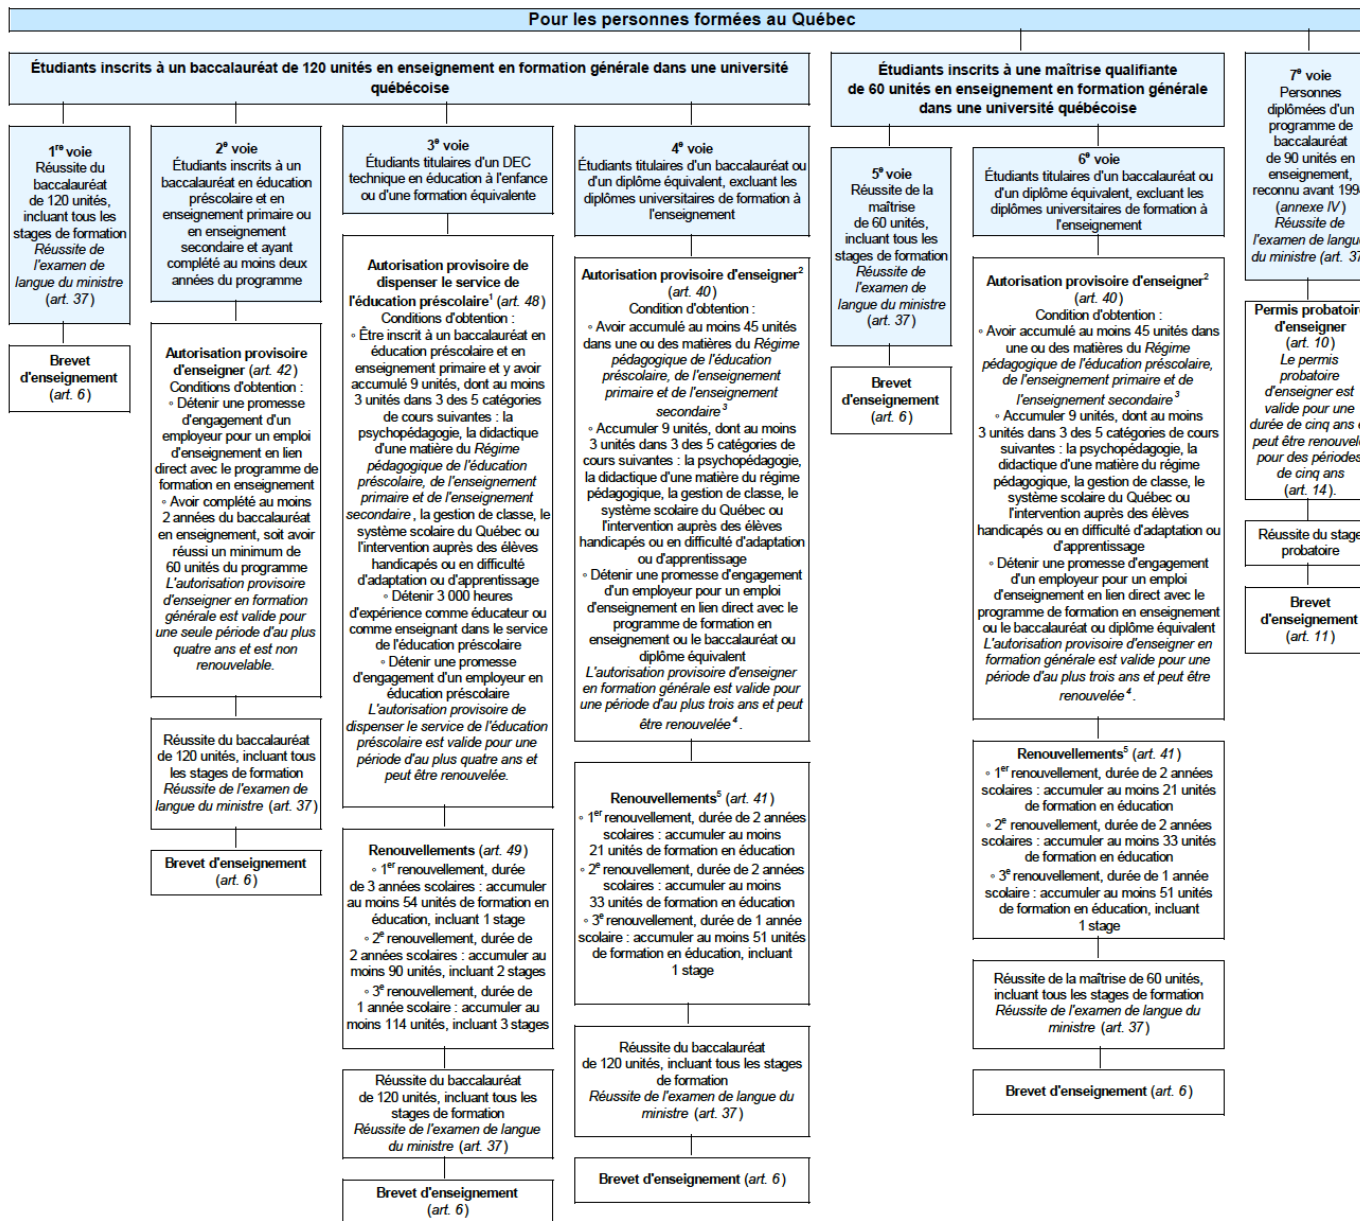 Pour les personnes formées au Québec
Étudiants inscrits à un baccalauréat de 120 unités en enseignement en formation générale dans une université
québécoise
1re voie
Réussite du
baccalauréat
de 120 unités,
incluant tous les
stages de formation
Réussite de
l'examen de
langue du ministre
(art. 37)
Brevet
d'enseignement
(art. 6)
2e voie
Étudiants inscrits à un
baccalauréat en éducation
préscolaire et en
enseignement primaire ou
en enseignement
secondaire et ayant
complété au moins deux
années du programme
Autorisation provisoire
d'enseigner (art. 42)
Conditions d'obtention :
◦ Détenir une promesse
d'engagement d'un
employeur pour un emploi
d'enseignement en lien
direct avec le programme de
formation en enseignement
◦ Avoir complété au moins
2 années du baccalauréat
en enseignement, soit avoir
réussi un minimum de
60 unités du programme
L'autorisation provisoire
d'enseigner en formation
générale est valide pour
une seule période d'au plus
quatre ans et est non
renouvelable.
Réussite du baccalauréat
de 120 unités, incluant tous
les stages de formation
Réussite de l'examen de
langue du ministre (art. 37)
Brevet d'enseignement
(art. 6)
3e voie
Étudiants titulaires d'un DEC
technique en éducation à l'enfance
ou d'une formation équivalente
Autorisation provisoire de
dispenser le service de
l'éducation préscolaire1 (art. 48)
Conditions d'obtention :
◦ Être inscrit à un baccalauréat en
éducation préscolaire et en
enseignement primaire et y avoir
accumulé 9 unités, dont au moins
3 unités dans 3 des 5 catégories
de cours suivantes : la
psychopédagogie, la didactique
d'une matière du Régime
pédagogique de l'éducation
préscolaire, de l'enseignement
primaire et de l'enseignement
secondaire, la gestion de classe, le
système scolaire du Québec ou
l'intervention auprès des élèves
handicapés ou en difficulté
d'adaptation ou d'apprentissage
◦ Détenir 3 000 heures
d'expérience comme éducateur ou
comme enseignant dans le service
de l'éducation préscolaire
◦ Détenir une promesse
d'engagement d'un employeur en
éducation préscolaire
L'autorisation provisoire de
dispenser le service de l'éducation
préscolaire est valide pour une
période d'au plus quatre ans et
peut être renouvelée.
Renouvellements (art. 49)
◦ 1er renouvellement, durée
de 3 années scolaires : accumuler
au moins 54 unités de formation en
éducation, incluant 1 stage
◦ 2e renouvellement, durée de
2 années scolaires : accumuler au
moins 90 unités, incluant 2 stages
◦ 3e renouvellement, durée de
1 année scolaire : accumuler au
moins 114 unités, incluant 3 stages
Réussite du baccalauréat
de 120 unités, incluant tous les
stages de formation
Réussite de l'examen de langue
du ministre (art. 37)
Brevet d'enseignement
(art. 6)
4e voie
Étudiants titulaires d'un baccalauréat ou
d'un diplôme équivalent, excluant les
diplômes universitaires de formation à
l'enseignement
Autorisation provisoire d'enseigner2
(art. 40)
Condition d'obtention :
◦ Avoir accumulé au moins 45 unités
dans une ou des matières du Régime
pédagogique de l'éducation
préscolaire, de l'enseignement
primaire et de l'enseignement
secondaire3
◦ Accumuler 9 unités, dont au moins
3 unités dans 3 des 5 catégories de
cours suivantes : la psychopédagogie,
la didactique d'une matière du régime
pédagogique, la gestion de classe, le
système scolaire du Québec ou
l'intervention auprès des élèves
handicapés ou en difficulté d'adaptation
ou d'apprentissage
◦ Détenir une promesse d'engagement
d'un employeur pour un emploi
d'enseignement en lien direct avec le
programme de formation en
enseignement ou le baccalauréat ou
diplôme équivalent
L'autorisation provisoire d'enseigner
en formation générale est valide pour
une période d'au plus trois ans et peut
être renouvelée4.
Renouvellements5 (art. 41)
◦ 1er renouvellement, durée de 2 années
scolaires : accumuler au moins
21 unités de formation en éducation
◦ 2e renouvellement, durée de 2 années
scolaires : accumuler au moins
33 unités de formation en éducation
◦ 3e renouvellement, durée de 1 année
scolaire : accumuler au moins 51 unités
de formation en éducation, incluant
1 stage
Réussite du baccalauréat
de 120 unités, incluant tous les stages
de formation
Réussite de l'examen de langue du
ministre (art. 37)
Brevet d'enseignement (art. 6)
Étudiants inscrits à une maîtrise qualifiante
de 60 unités en enseignement en formation générale
dans une université québécoise
5e voie
Réussite de la
maîtrise
de 60 unités,
incluant tous les
stages de formation
Réussite de
l'examen de
langue du ministre
(art. 37)
Brevet
d'enseignement
(art. 6)
6e voie
Étudiants titulaires d'un baccalauréat ou
d'un diplôme équivalent, excluant les
diplômes universitaires de formation à
l'enseignement
Autorisation provisoire d'enseigner2
(art. 40)
Condition d'obtention :
◦ Avoir accumulé au moins 45 unités dans
une ou des matières du Régime
pédagogique de l'éducation préscolaire,
de l'enseignement primaire et de
l'enseignement secondaire3
◦ Accumuler 9 unités, dont au moins
3 unités dans 3 des 5 catégories de cours
suivantes : la psychopédagogie, la
didactique d'une matière du régime
pédagogique, la gestion de classe, le
système scolaire du Québec ou
l'intervention auprès des élèves
handicapés ou en difficulté d'adaptation ou
d'apprentissage
◦ Détenir une promesse d'engagement
d'un employeur pour un emploi
d'enseignement en lien direct avec le
programme de formation en enseignement
ou le baccalauréat ou diplôme équivalent
L'autorisation provisoire d'enseigner en
formation générale est valide pour une
période d'au plus trois ans et peut être
renouvelée4.
Renouvellements5 (art. 41)
◦ 1er renouvellement, durée de 2 années
scolaires : accumuler au moins 21 unités
de formation en éducation
◦ 2e renouvellement, durée de 2 années
scolaires : accumuler au moins 33 unités
de formation en éducation
◦ 3e renouvellement, durée de 1 année
scolaire : accumuler au moins 51 unités
de formation en éducation, incluant
1 stage
Réussite de la maîtrise de 60 unités,
incluant tous les stages de formation
Réussite de l'examen de langue du
ministre (art. 37)
Brevet d'enseignement (art. 6)
7e voie
Personnes
diplômées d'un
programme de
baccalauréat
de 90 unités en
enseignement,
reconnu avant 1994
(annexe IV)
Réussite de
l'examen de langue
du ministre (art. 37
Permis probatoire
d'enseigner
(art. 10)
Le permis
probatoire
d'enseigner est
valide pour une
durée de cinq ans
peut être renouvelé
pour des périodes
de cinq ans
(art. 14).
Réussite du stage
probatoire
Brevet
d'enseignement
(art. 11)